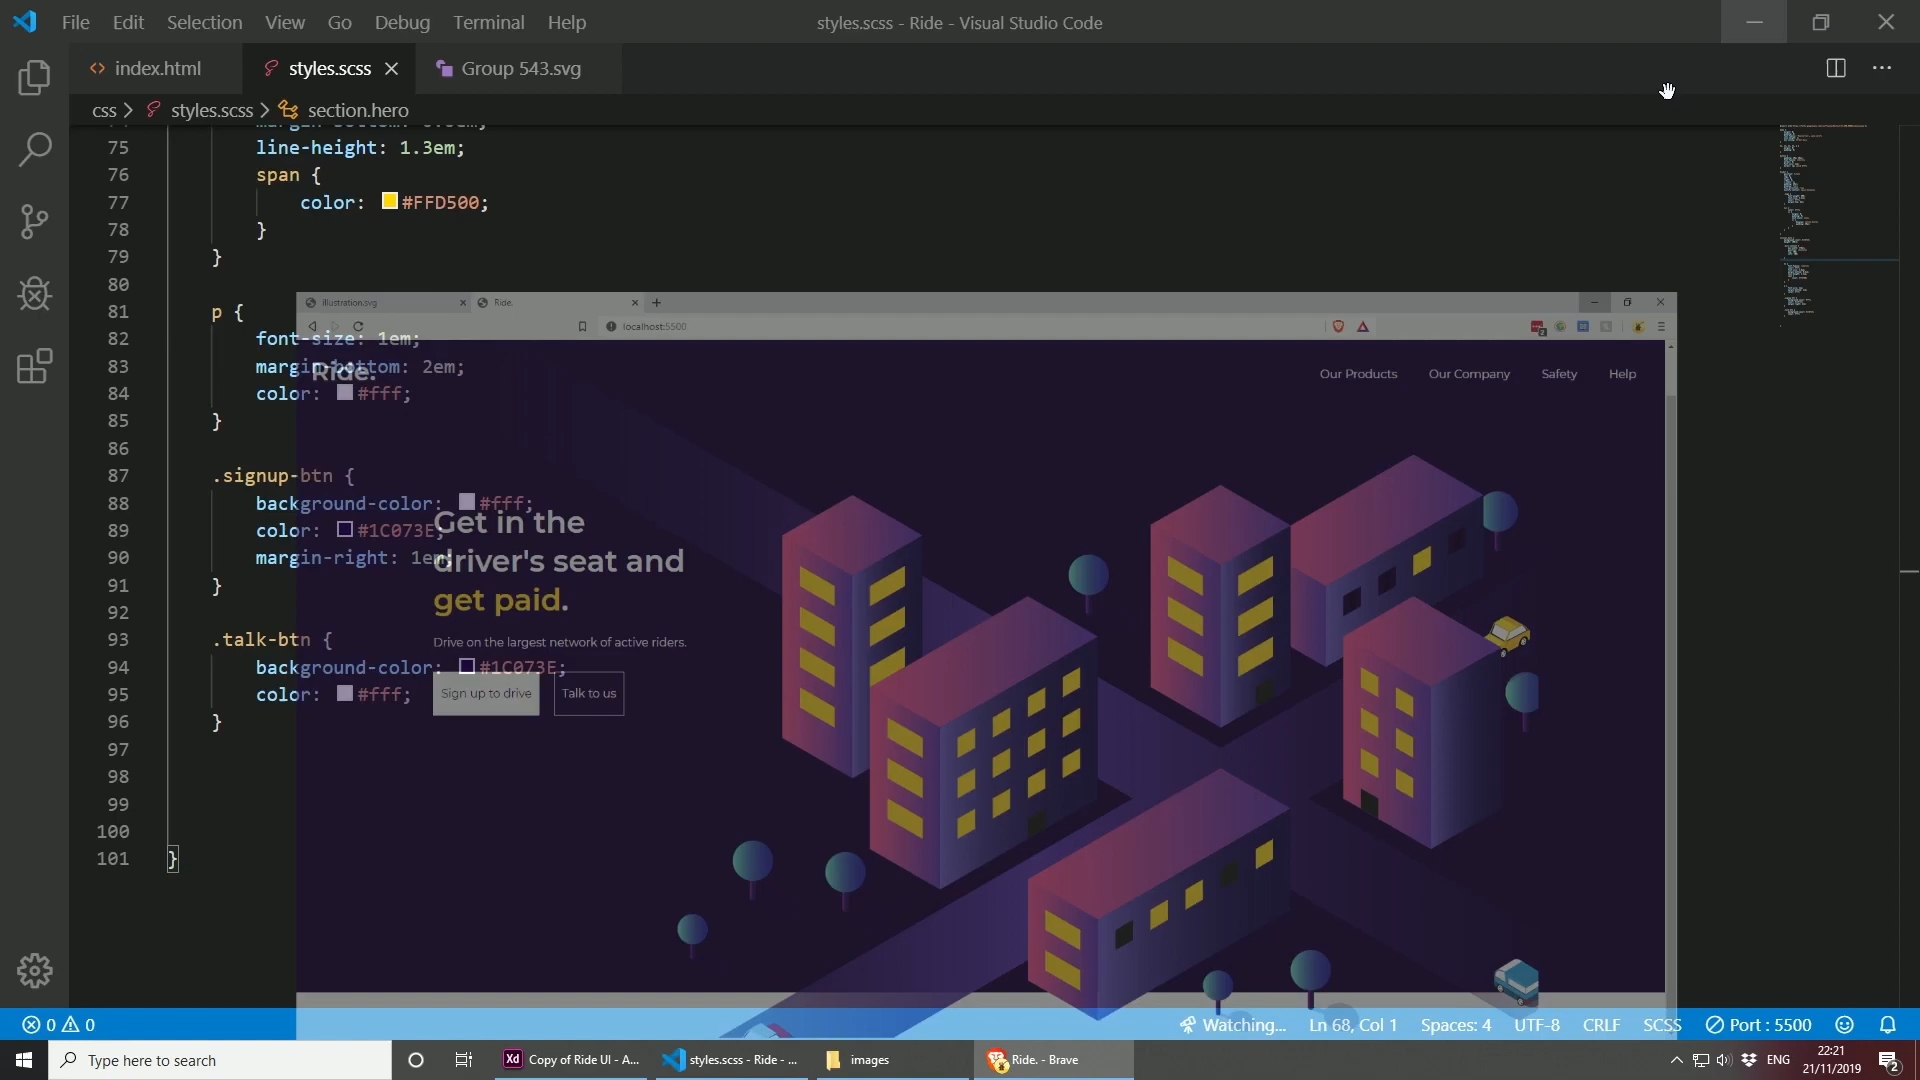 File Edit Selection View Go Debug Terminal Help
styles.scss - Ride - Visual Studio Code
index.html
styles.scss
Group 543.svg
css > styles.scss > section.hero
75 line-height: 1.3em;
76 span {
77 color: #FFD500;
78 }
79 }
80
81 p {
82 font-size: 1em;
83 margin-bottom: 2em;
84 color: #fff;
85 }
86
87 .signup-btn {
88 background-color: #fff;
89 color: #1C073E;
90 margin-right: 1em;
91 }
92
93 .talk-btn {
94 background-color: #1C073E;
95 color: #fff;
96 }
97
98
99
100
101 }
illustration.svg
Ride.
localhost:5500
Ride.
Our Products Our Company Safety Help
Get in the
driver's seat and
get paid.
Drive on the largest network of active riders.
Sign up to drive
Talk to us
0 0
Watching... Ln 68, Col 1 Spaces: 4 UTF-8 CRLF SCSS Port : 5500
Type here to search
Xd Copy of Ride UI - A...
styles.scss - Ride - ...
images
Ride. - Brave
ENG
22:21
21/11/2019
2